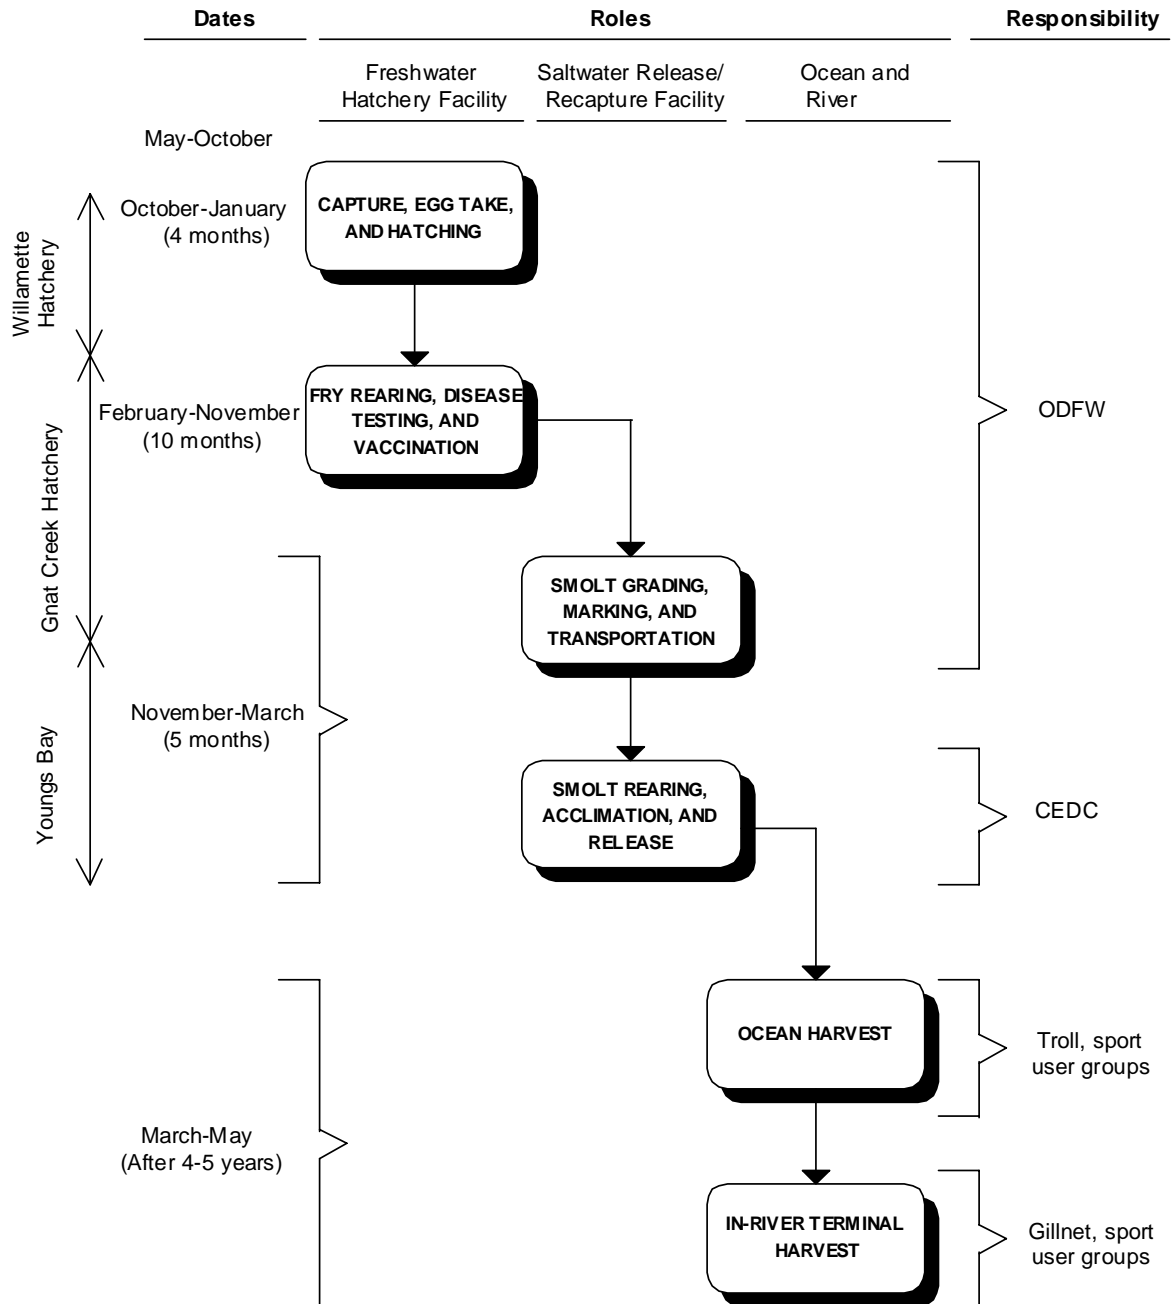 Dates
Roles
Responsibility
Freshwater
Hatchery Facility
Saltwater Release/
Recapture Facility
Ocean and
River
May-October
Willamette
Hatchery
October-January
(4 months)
CAPTURE, EGG TAKE,
AND HATCHING
Gnat Creek Hatchery
February-November
(10 months)
FRY REARING, DISEASE
TESTING, AND
VACCINATION
ODFW
SMOLT GRADING,
MARKING, AND
TRANSPORTATION
Youngs Bay
November-March
(5 months)
SMOLT REARING,
ACCLIMATION, AND
RELEASE
CEDC
OCEAN HARVEST
Troll, sport
user groups
March-May
(After 4-5 years)
IN-RIVER TERMINAL
HARVEST
Gillnet, sport
user groups